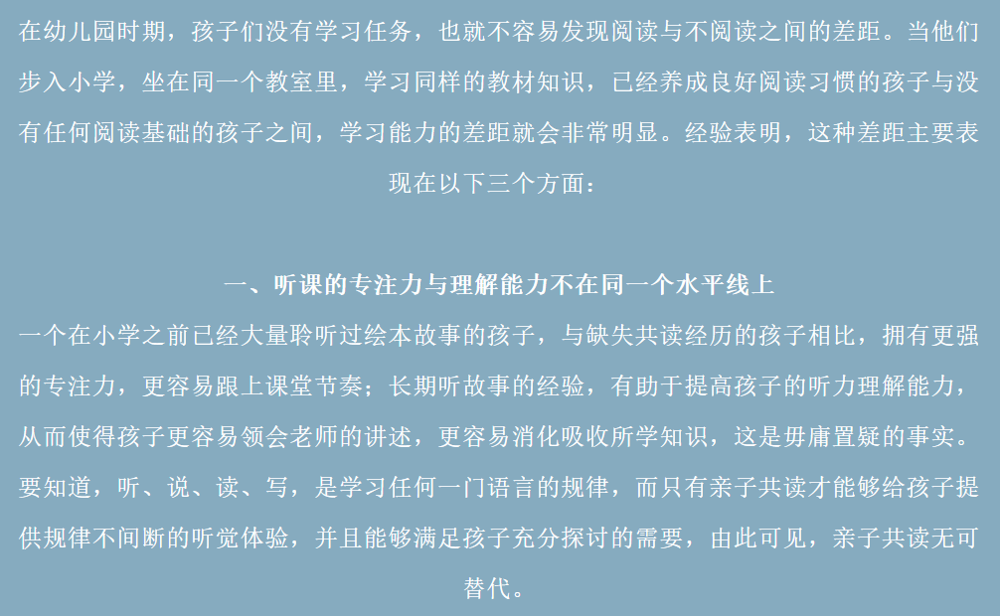 在幼儿园时期，孩子们没有学习任务，也就不容易发现阅读与不阅读之间的差距。当他们
步入小学，坐在同一个教室里，学习同样的教材知识，已经养成良好阅读习惯的孩子与没
有任何阅读基础的孩子之间，学习能力的差距就会非常明显。经验表明，这种差距主要表
现在以下三个方面：
一、听课的专注力与理解能力不在同一个水平线上
一个在小学之前已经大量聆听过绘本故事的孩子，与缺失共读经历的孩子相比，拥有更强
的专注力，更容易跟上课堂节奏；长期听故事的经验，有助于提高孩子的听力理解能力，
从而使得孩子更容易领会老师的讲述，更容易消化吸收所学知识，这是毋庸置疑的事实。
要知道，听、说、读、写，是学习任何一门语言的规律，而只有亲子共读才能够给孩子提
供规律不间断的听觉体验，并且能够满足孩子充分探讨的需要，由此可见，亲子共读无可
替代。